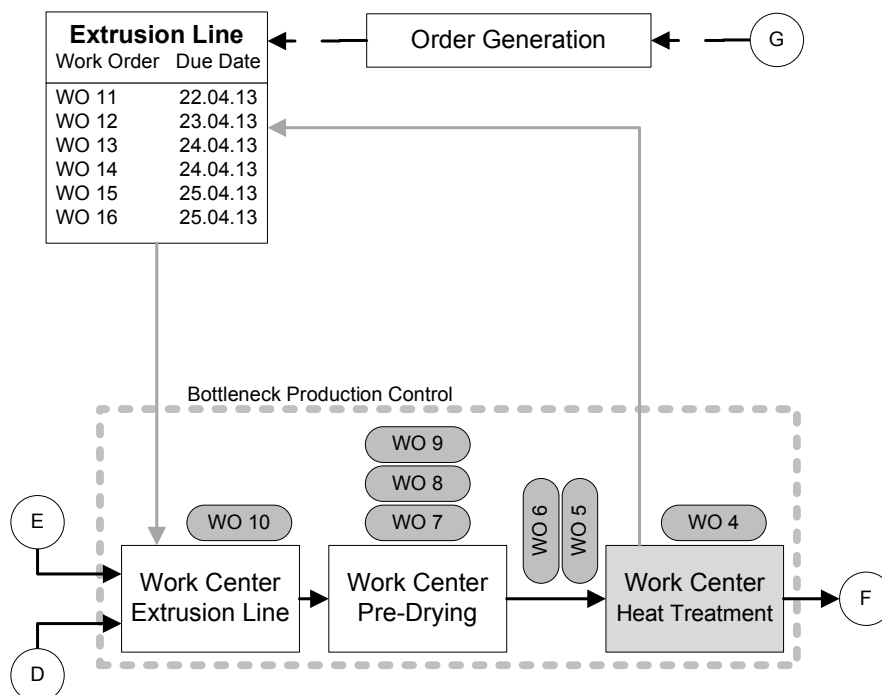 Extrusion Line
Work Order Due Date
WO 11 22.04.13
WO 12 23.04.13
WO 13 24.04.13
WO 14 24.04.13
WO 15 25.04.13
WO 16 25.04.13
Order Generation
G
Bottleneck Production Control
WO 9
WO 8
WO 7
WO 10
WO 6
WO 5
WO 4
E
D
Work Center
Extrusion Line
Work Center
Pre-Drying
Work Center
Heat Treatment
F